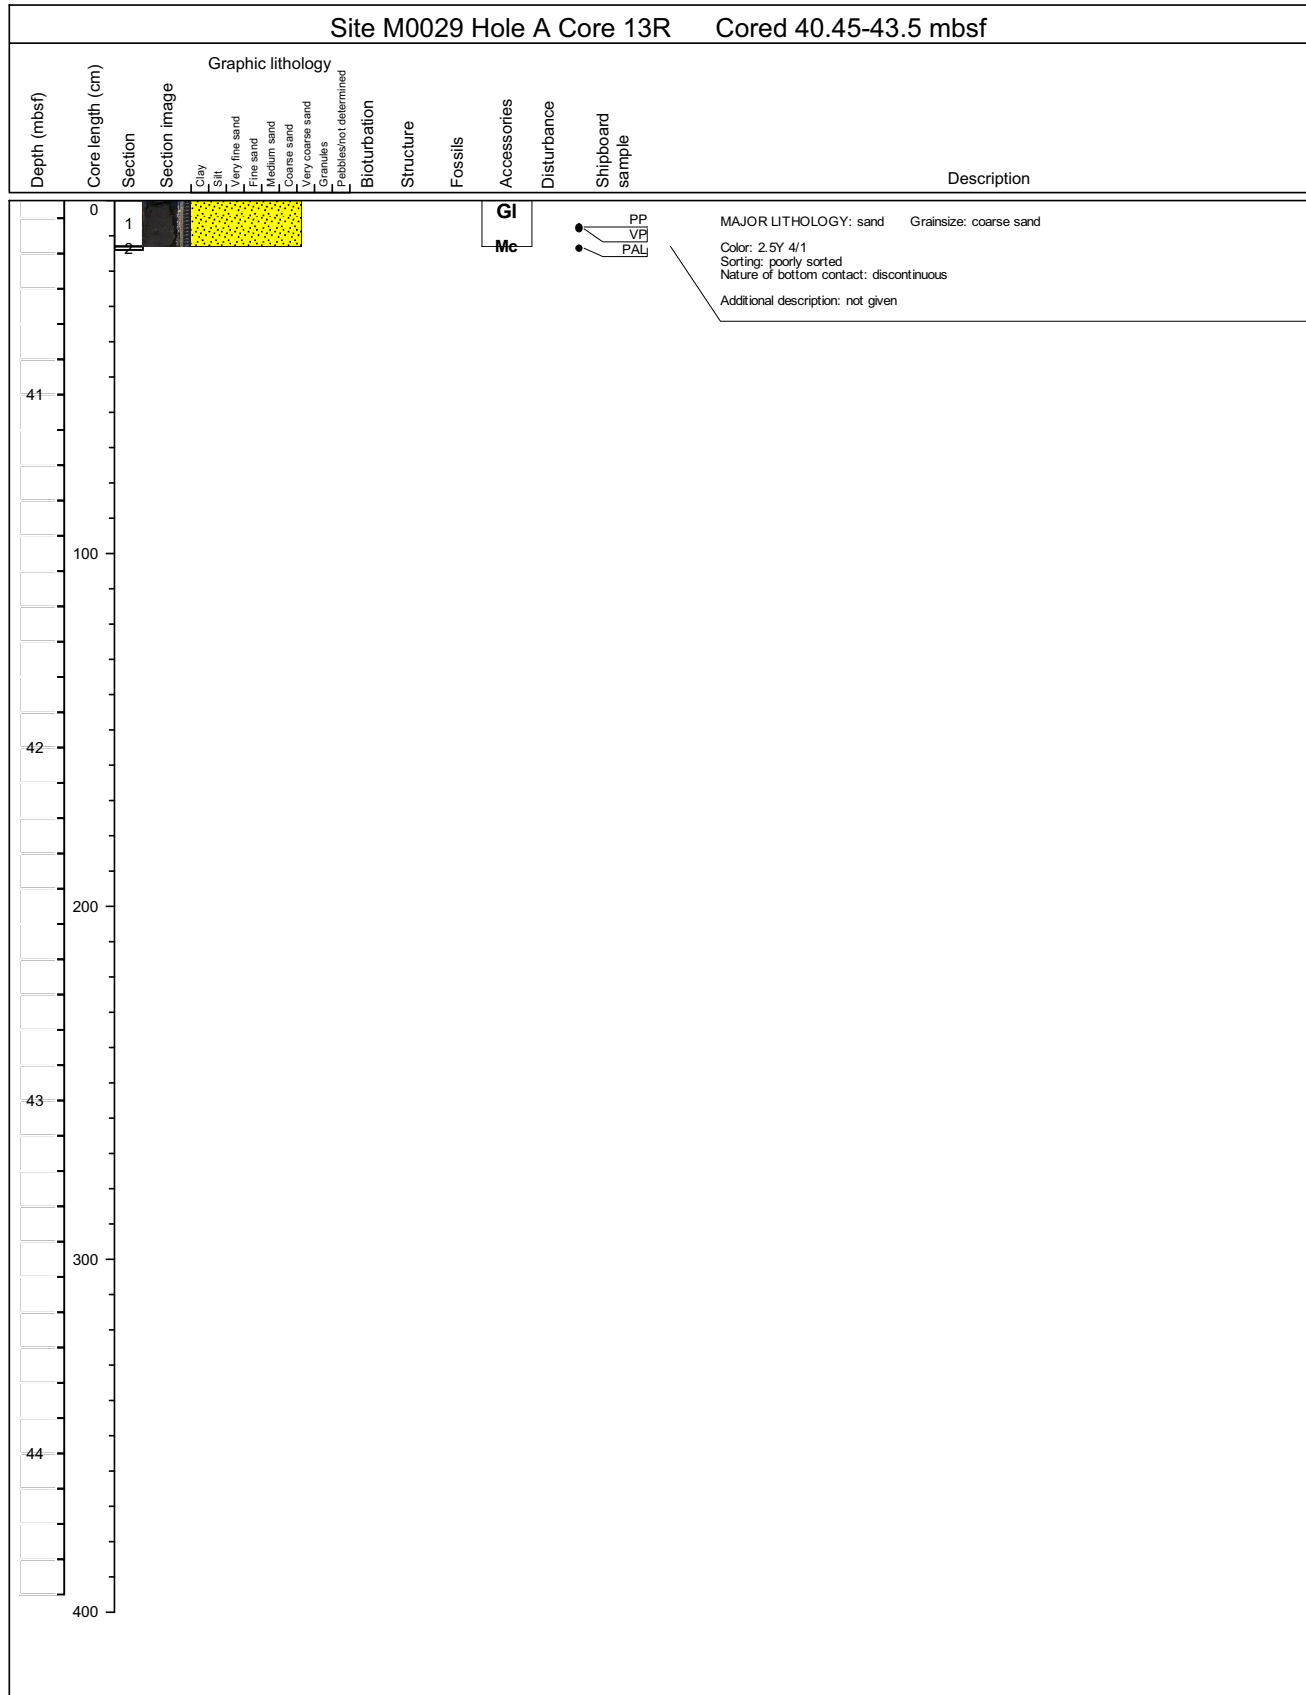 Site M0029 Hole A Core 13R Cored 40.45-43.5 mbsf
Graphic lithology
Depth (mbsf)
Core length (cm)
Section
Section image
Clay
Silt
Very fine sand
Fine sand
Medium sand
Coarse sand
Very coarse sand
Granules
Pebbles/not determined
Bioturbation
Structure
Fossils
Accessories
Disturbance
Shipboard
sample
Description
0
1
2
Gl
Mc
PP
VP
PAL
MAJOR LITHOLOGY: sand Grainsize: coarse sand
Color: 2.5Y 4/1
Sorting: poorly sorted
Nature of bottom contact: discontinuous
Additional description: not given
41
100
42
200
43
300
44
400